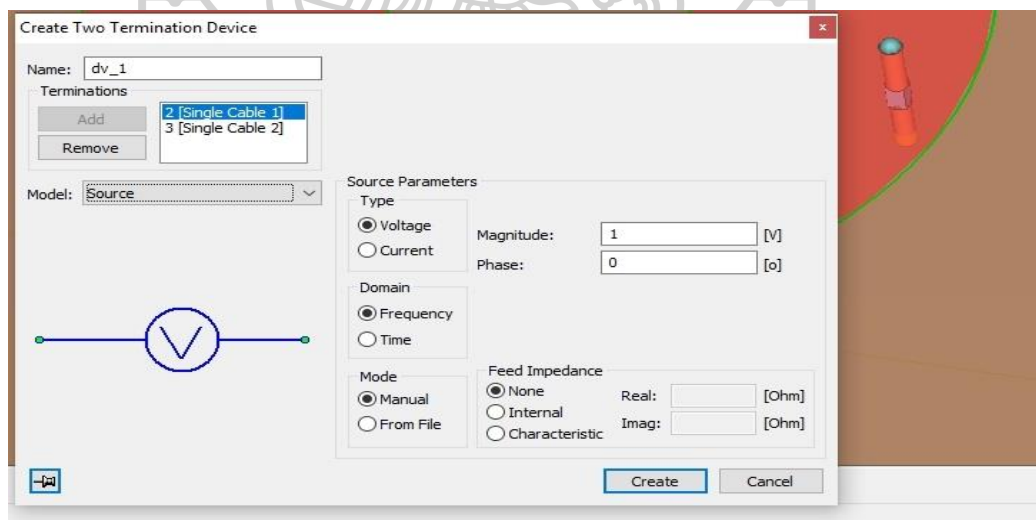 Create Two Termination Device
x
Name: dv_1
Terminations
Add
Remove
2 [Single Cable 1]
3 [Single Cable 2]
Model: Source
Source Parameters
Type
Voltage
Current
Magnitude: 1 [V]
Phase: 0 [o]
Domain
Frequency
Time
Mode
Manual
From File
Feed Impedance
None
Internal
Characteristic
Real: [Ohm]
Imag: [Ohm]
V
Create
Cancel